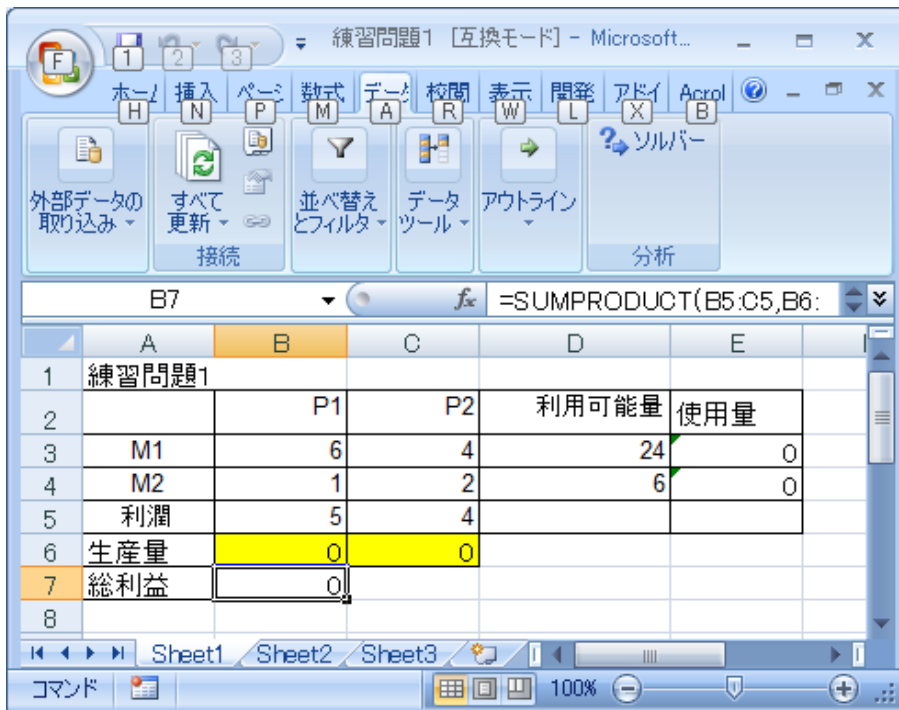 練習問題1 [互換モード] - Microsoft...
F 1 2 3
ホーム 挿入 ページ 数式 データ 校閲 表示 開発 アドイ Acrol
H N P M A R W L X B
外部データの取り込み
すべて更新
並べ替えとフィルタ
データツール
アウトライン
?ソルバー
接続
分析
B7 fx =SUMPRODUCT(B5:C5,B6:
A B C D E
1 練習問題1
2 P1 P2 利用可能量 使用量
3 M1 6 4 24 0
4 M2 1 2 6 0
5 利潤 5 4
6 生産量 0 0
7 総利益 0
8
Sheet1 Sheet2 Sheet3
コマンド 100%